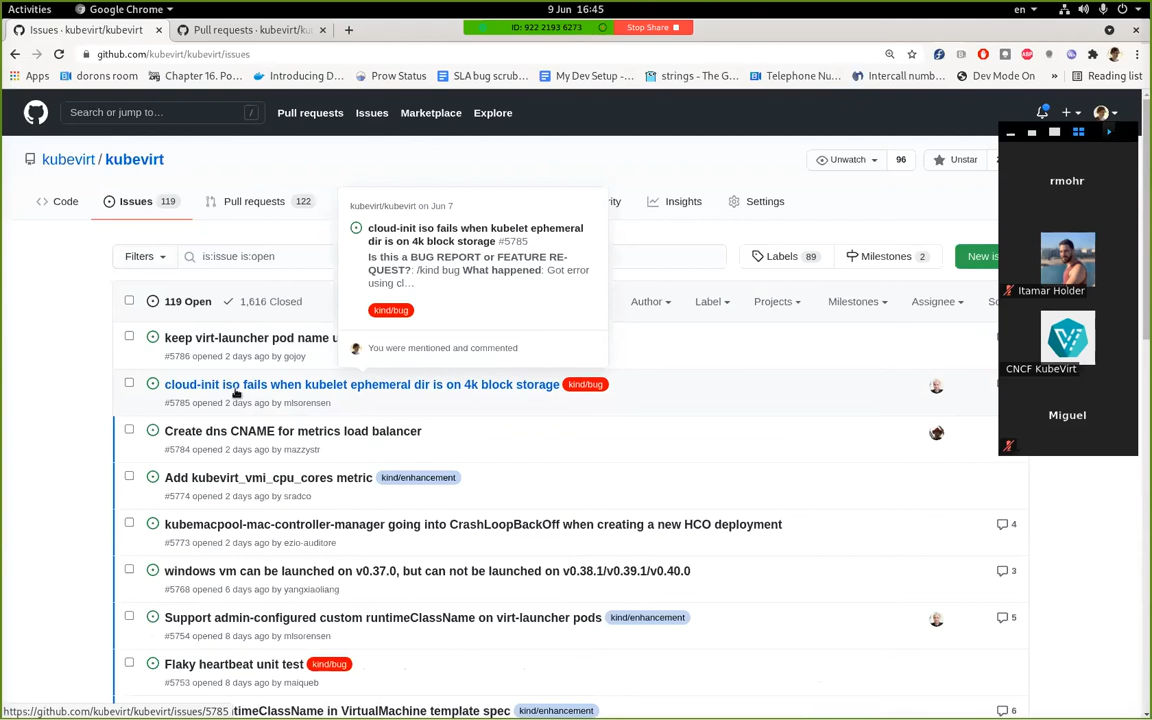 Activities
Google Chrome
9 Jun 16:45
en
Issues · kubevirt/kubevirt
Pull requests · kubevirt/ku
ID: 922 2193 6273
Stop Share
github.com/kubevirt/kubevirt/issues
Apps
dorons room
Chapter 16. Po...
Introducing D...
Prow Status
SLA bug scrub...
My Dev Setup -...
strings - The G...
Telephone Nu...
Intercall numb...
Dev Mode On
»
Reading list
Search or jump to...
/
Pull requests
Issues
Marketplace
Explore
kubevirt / kubevirt
Unwatch
96
Unstar
Code
Issues 119
Pull requests 122
Insights
Settings
kubevirt/kubevirt on Jun 7
cloud-init iso fails when kubelet ephemeral
dir is on 4k block storage #5785
Is this a BUG REPORT or FEATURE RE-
QUEST?: /kind bug What happened: Got error
using cl...
kind/bug
You were mentioned and commented
Filters
is:issue is:open
Labels 89
Milestones 2
New is
119 Open
1,616 Closed
Author
Label
Projects
Milestones
Assignee
keep virt-launcher pod name
#5786 opened 2 days ago by gojoy
cloud-init iso fails when kubelet ephemeral dir is on 4k block storage kind/bug
#5785 opened 2 days ago by mlsorensen
Create dns CNAME for metrics load balancer
#5784 opened 2 days ago by mazzystr
Add kubevirt_vmi_cpu_cores metric kind/enhancement
#5774 opened 2 days ago by sradco
kubemacpool-mac-controller-manager going into CrashLoopBackOff when creating a new HCO deployment
4
#5773 opened 2 days ago by ezio-auditore
windows vm can be launched on v0.37.0, but can not be launched on v0.38.1/v0.39.1/v0.40.0
3
#5768 opened 6 days ago by yangxiaoliang
Support admin-configured custom runtimeClassName on virt-launcher pods kind/enhancement
5
#5754 opened 8 days ago by mlsorensen
Flaky heartbeat unit test kind/bug
#5753 opened 8 days ago by maiqueb
https://github.com/kubevirt/kubevirt/issues/5785
timeClassName in VirtualMachine template spec kind/enhancement
6
rmohr
Itamar Holder
CNCF KubeVirt
Miguel